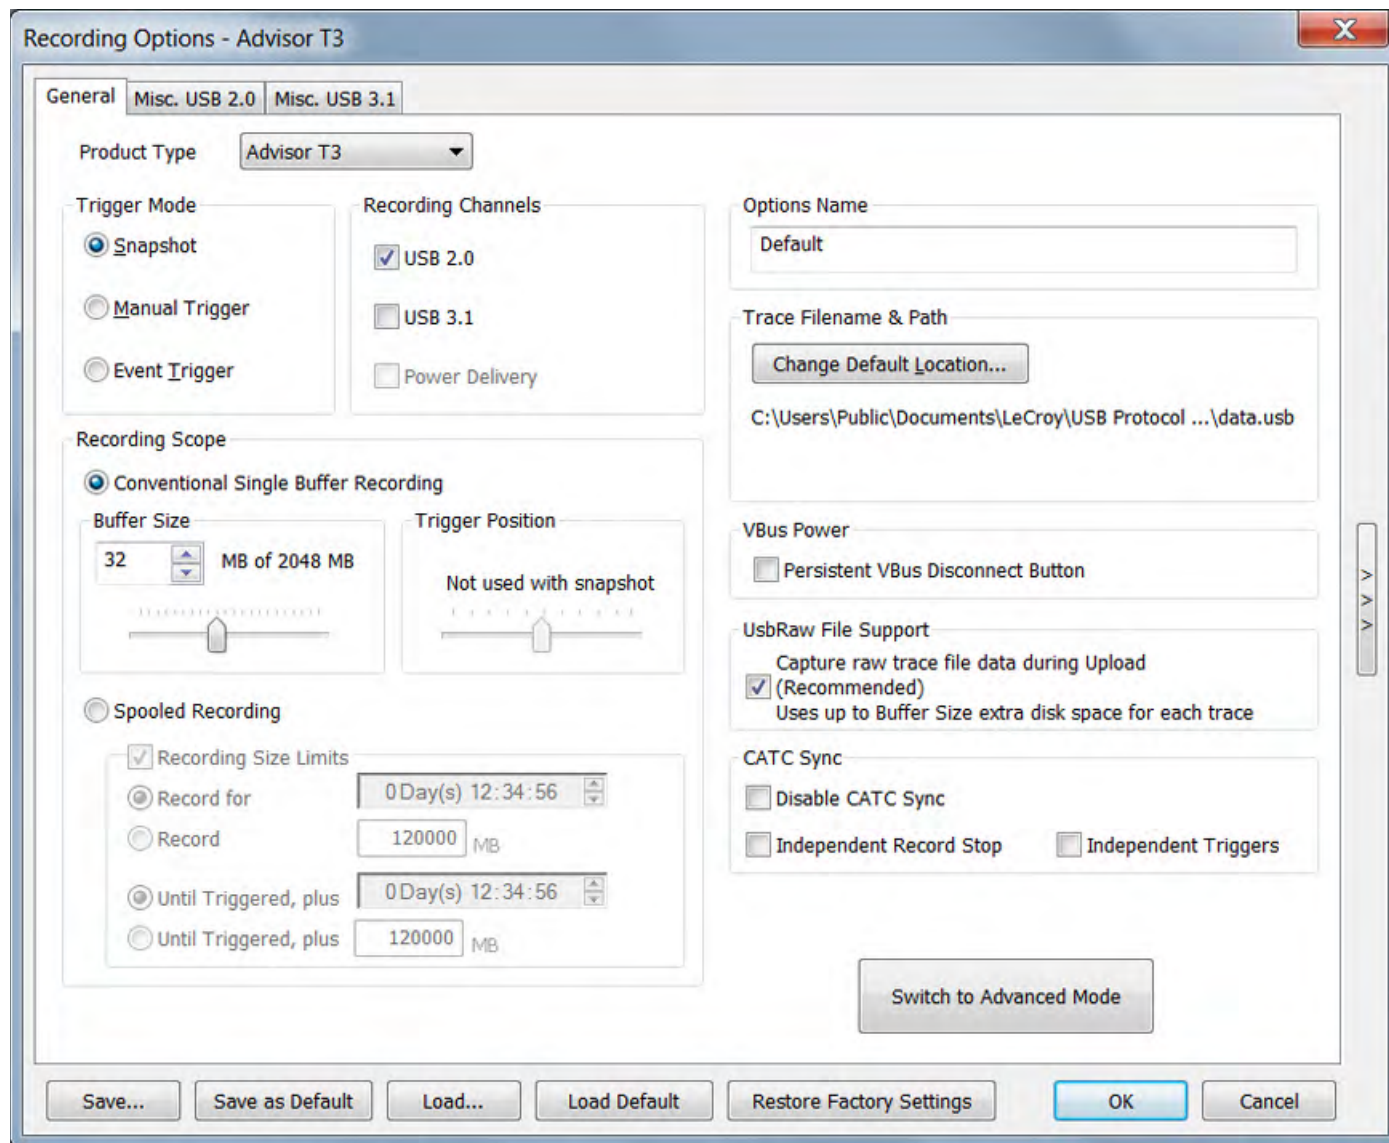 Recording Options - Advisor T3
X
General
Misc. USB 2.0
Misc. USB 3.1
Product Type
Advisor T3
Trigger Mode
Snapshot
Manual Trigger
Event Trigger
Recording Channels
USB 2.0
USB 3.1
Power Delivery
Recording Scope
Conventional Single Buffer Recording
Buffer Size
32 MB of 2048 MB
Trigger Position
Not used with snapshot
Spooled Recording
Recording Size Limits
Record for 0 Day(s) 12:34:56
Record 120000 MB
Until Triggered, plus 0 Day(s) 12:34:56
Until Triggered, plus 120000 MB
Options Name
Default
Trace Filename & Path
Change Default Location...
C:\Users\Public\Documents\LeCroy\USB Protocol ...\data.usb
VBus Power
Persistent VBus Disconnect Button
UsbRaw File Support
Capture raw trace file data during Upload
(Recommended)
Uses up to Buffer Size extra disk space for each trace
CATC Sync
Disable CATC Sync
Independent Record Stop
Independent Triggers
Switch to Advanced Mode
>
>
>
Save...
Save as Default
Load...
Load Default
Restore Factory Settings
OK
Cancel